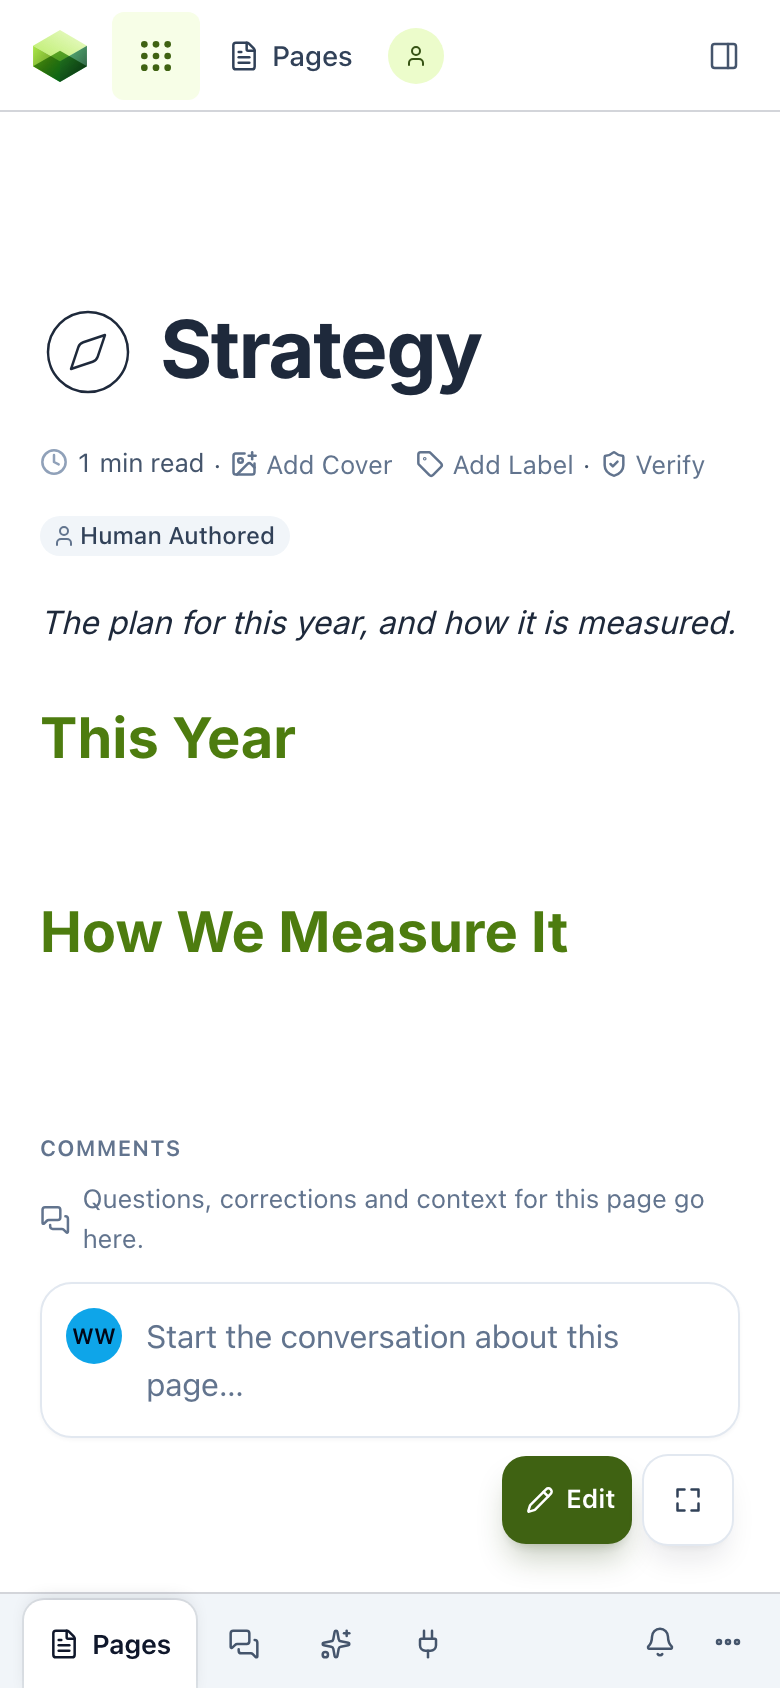 Pages
Strategy
1 min read · Add Cover Add Label · Verify
Human Authored
The plan for this year, and how it is measured.
This Year
How We Measure It
COMMENTS
Questions, corrections and context for this page go
here.
WW
Start the conversation about this
page...
Edit
Pages